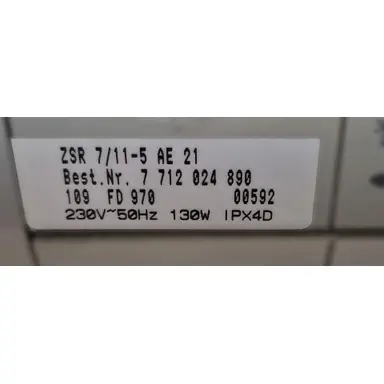 ZSR 7/11-5 AE 21
Best.Nr. 7 712 024 890
109 FD 970 00592
230V~50Hz 130W IPX4D